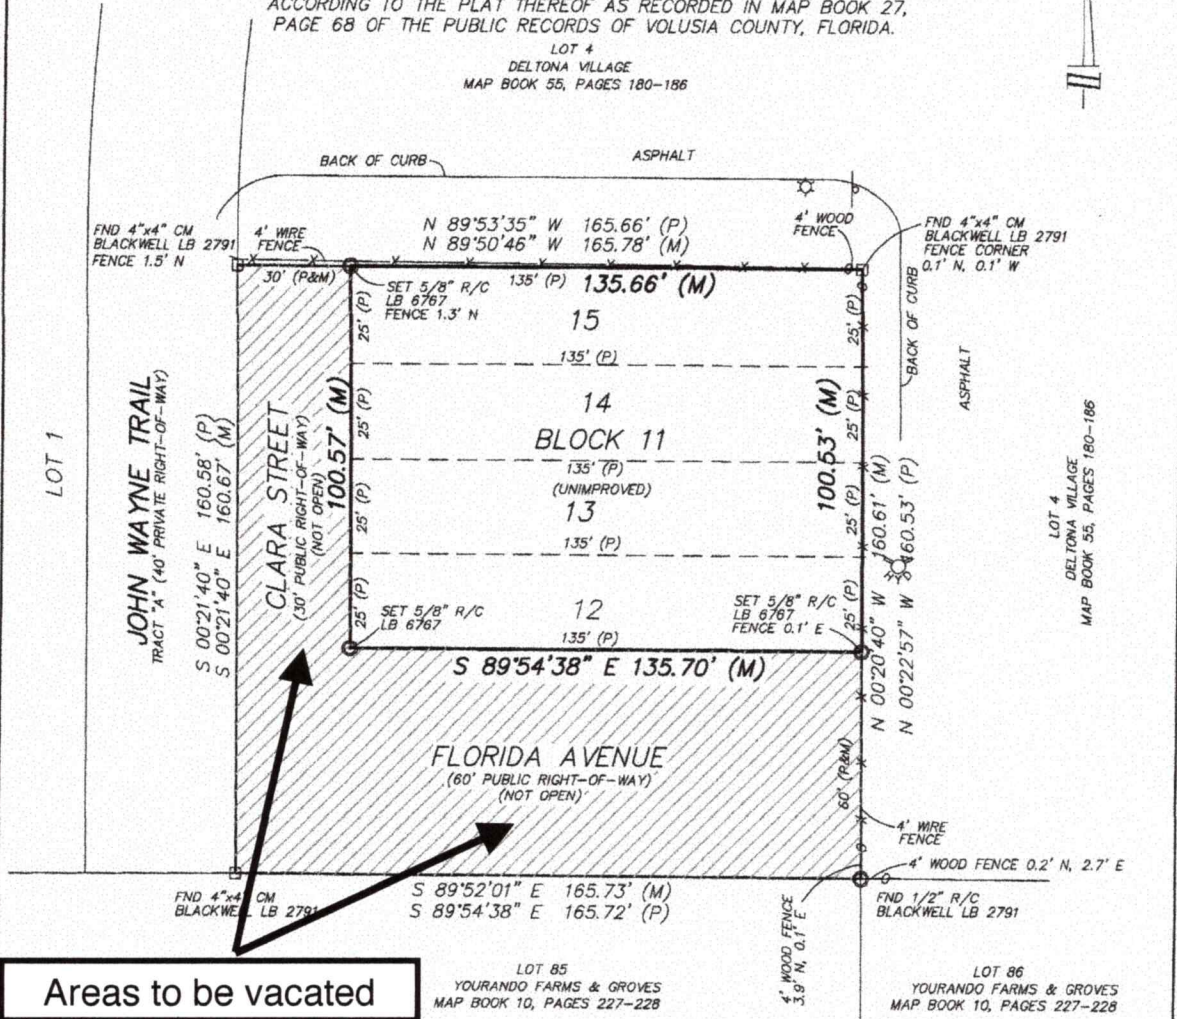 ACCORDING TO THE PLAT THEREOF AS RECORDED IN MAP BOOK 27,
PAGE 68 OF THE PUBLIC RECORDS OF VOLUSIA COUNTY, FLORIDA.
LOT 4
DELTONA VILLAGE
MAP BOOK 55, PAGES 180-186
BACK OF CURB
ASPHALT
FND 4"x4" CM
BLACKWELL LB 2791
FENCE 1.5' N
4' WIRE
FENCE
N 89°53'35" W 165.66' (P)
N 89°50'46" W 165.78' (M)
4' WOOD
FENCE
FND 4"x4" CM
BLACKWELL LB 2791
FENCE CORNER
0.1' N, 0.1' W
30' (P&M)
SET 5/8" R/C
LB 6767
FENCE 1.3' N
135' (P) 135.66' (M)
25' (P)
15
25' (P)
135' (P)
BACK OF CURB
ASPHALT
LOT 1
JOHN WAYNE TRAIL
TRACT "A" (40' PRIVATE RIGHT-OF-WAY)
S 00°21'40" E 160.58' (P)
S 00°21'40" E 160.67' (M)
CLARA STREET
(30' PUBLIC RIGHT-OF-WAY)
(NOT OPEN)
100.57' (M)
25' (P)
14
BLOCK 11
135' (P)
(UNIMPROVED)
100.53' (M)
25' (P)
25' (P)
13
135' (P)
25' (P)
N 00°20'40" W 160.61' (M)
N 00°22'57" W 160.53' (P)
LOT 4
DELTONA VILLAGE
MAP BOOK 55, PAGES 180-186
25' (P)
SET 5/8" R/C
LB 6767
12
135' (P)
SET 5/8" R/C
LB 6767
FENCE 0.1' E
25' (P)
S 89°54'38" E 135.70' (M)
FLORIDA AVENUE
(60' PUBLIC RIGHT-OF-WAY)
(NOT OPEN)
60' (P&M)
4' WIRE
FENCE
4' WOOD FENCE 0.2' N, 2.7' E
FND 4"x4" CM
BLACKWELL LB 2791
S 89°52'01" E 165.73' (M)
S 89°54'38" E 165.72' (P)
4' WOOD FENCE
3.9' N, 0.1' E
FND 1/2" R/C
BLACKWELL LB 2791
Areas to be vacated
LOT 85
YOURANDO FARMS & GROVES
MAP BOOK 10, PAGES 227-228
LOT 86
YOURANDO FARMS & GROVES
MAP BOOK 10, PAGES 227-228